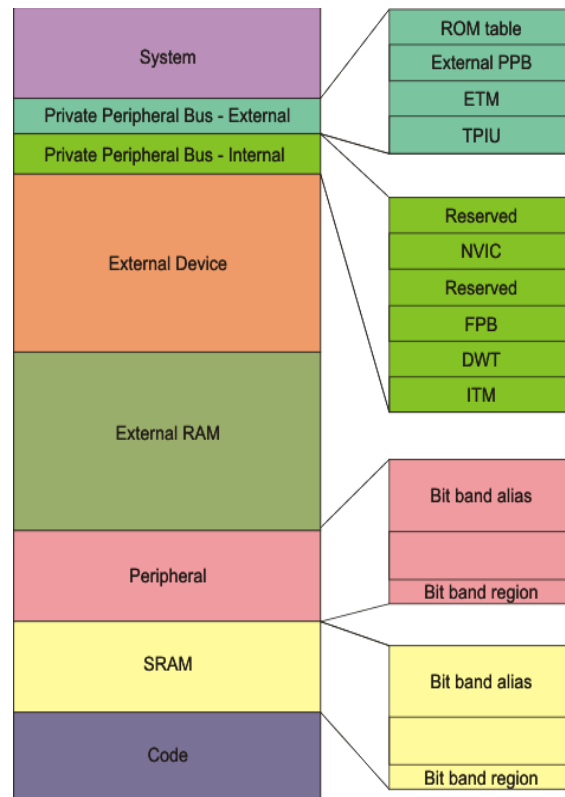 System
Private Peripheral Bus - External
Private Peripheral Bus - Internal
External Device
External RAM
Peripheral
SRAM
Code
ROM table
External PPB
ETM
TPIU
Reserved
NVIC
Reserved
FPB
DWT
ITM
Bit band alias
Bit band region
Bit band alias
Bit band region